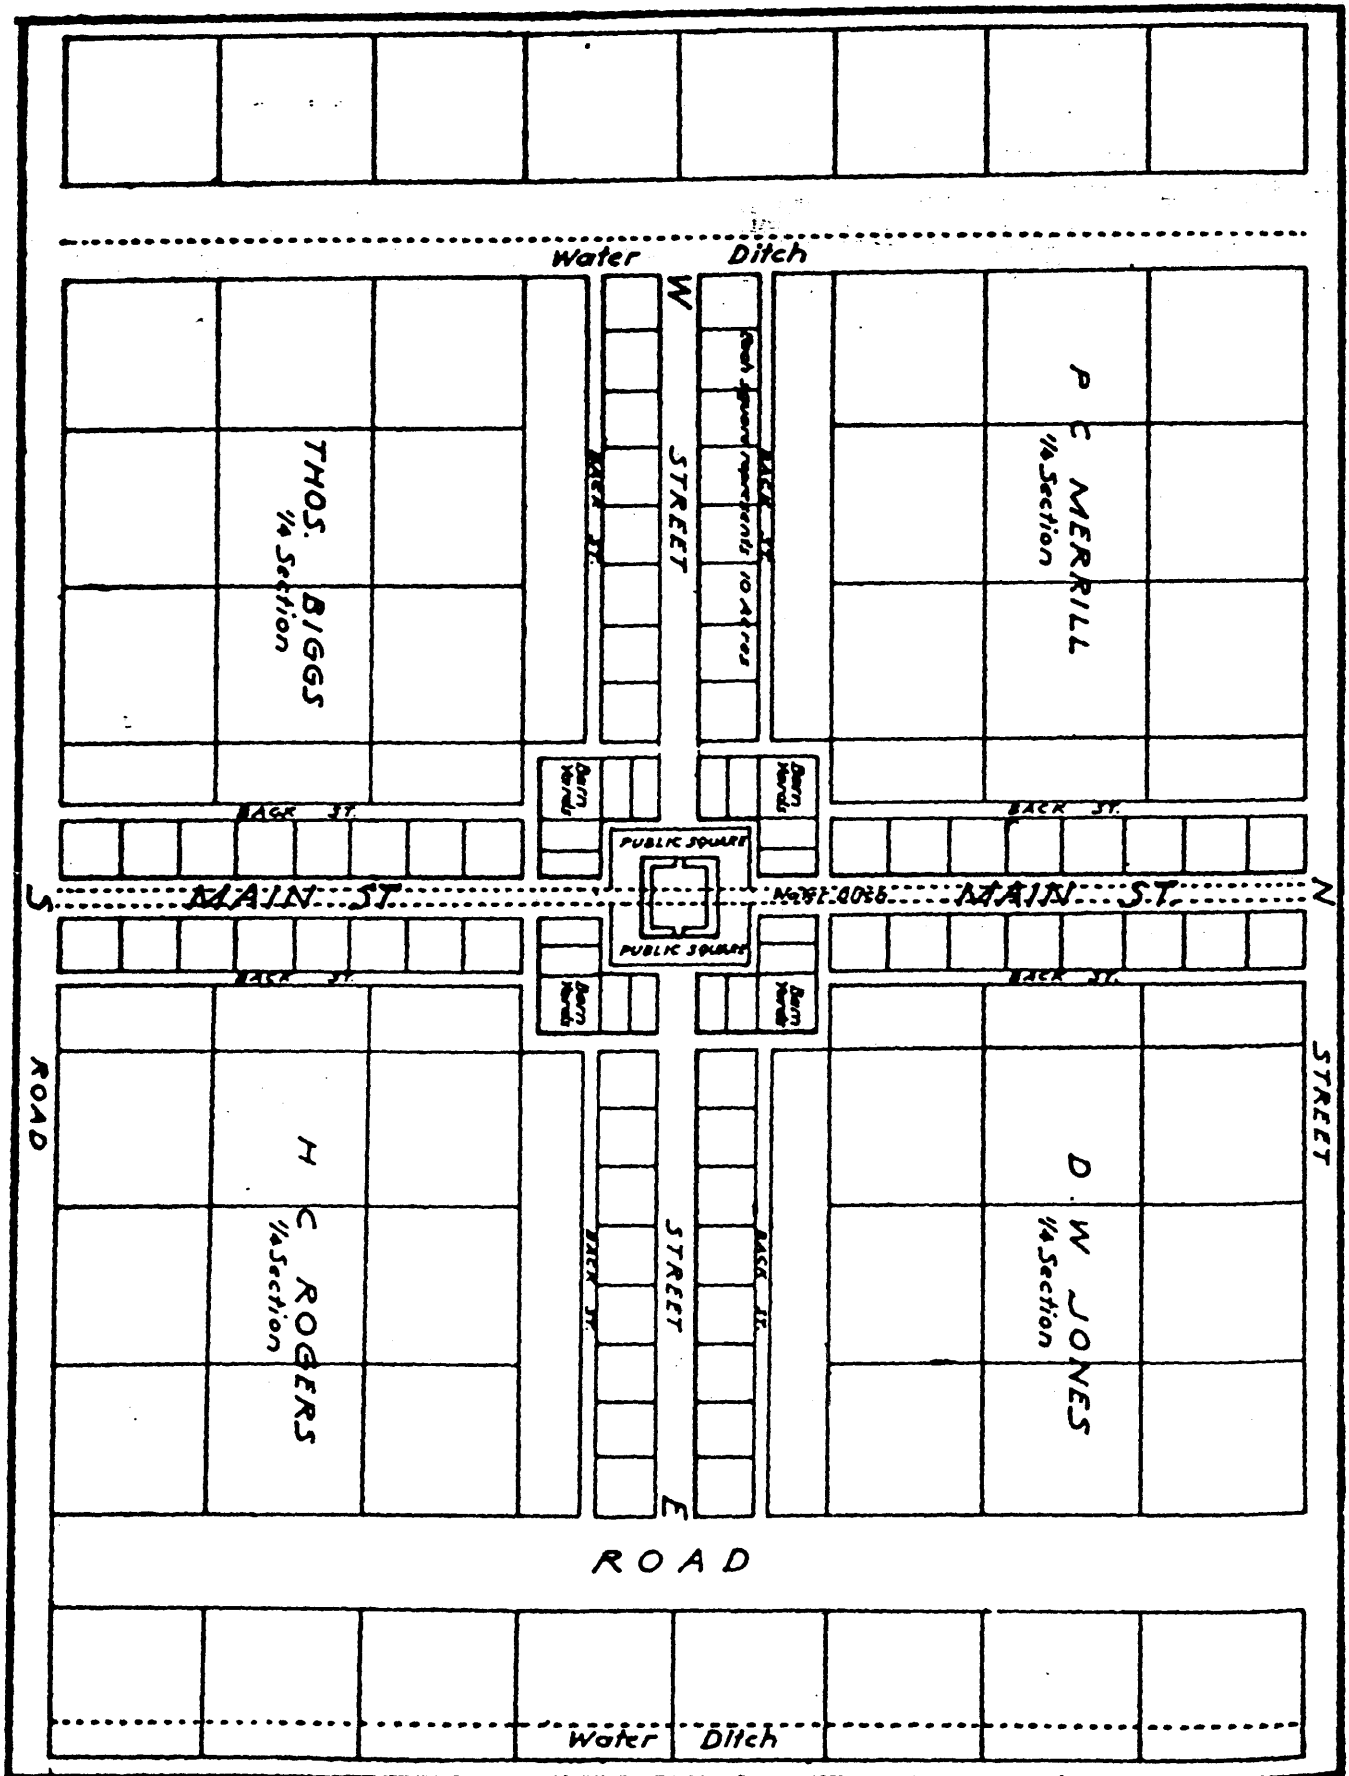 Water Ditch
W
STREET
Each square represents 10 Acres
BACK ST.
BACK ST.
P C MERRILL
1/4 Section
THOS. BIGGS
1/4 Section
Barn Yards
Barn Yards
BACK ST.
BACK ST.
PUBLIC SQUARE
S
MAIN ST.
Water Ditch
MAIN ST.
N
PUBLIC SQUARE
BACK ST.
BACK ST.
Barn Yards
Barn Yards
ROAD
STREET
H C ROGERS
1/4 Section
BACK ST.
STREET
BACK ST.
D. W JONES
1/4 Section
E
ROAD
Water Ditch